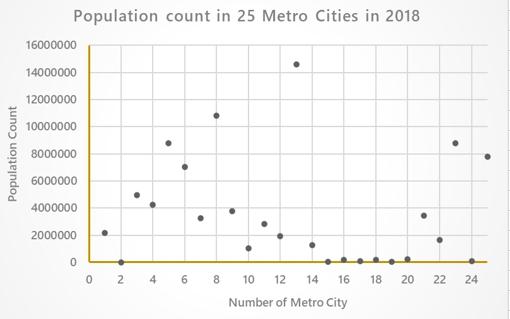 Population count in 25 Metro Cities in 2018
Population Count
16000000
14000000
12000000
10000000
8000000
6000000
4000000
2000000
0
0 2 4 6 8 10 12 14 16 18 20 22 24
Number of Metro City